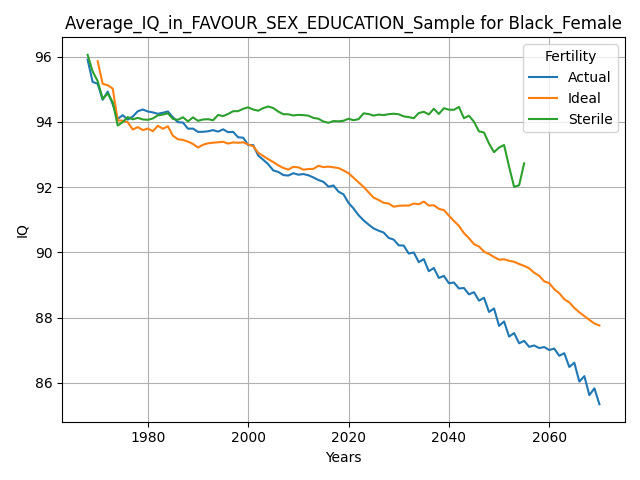 Average_IQ_in_FAVOUR_SEX_EDUCATION_Sample for Black_Female
Fertility
Actual
Ideal
Sterile
96
94
92
90
88
86
IQ
1980
2000
2020
2040
2060
Years